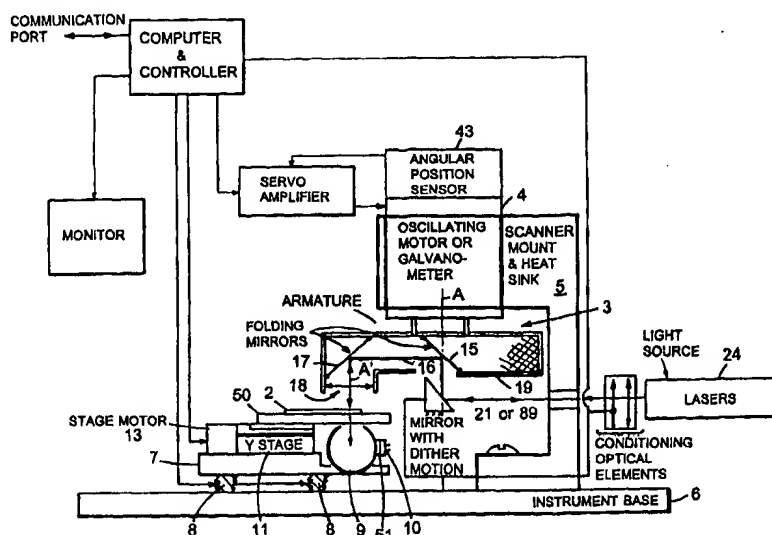 COMMUNICATION
PORT
COMPUTER
&
CONTROLLER
MONITOR
SERVO
AMPLIFIER
43
ANGULAR
POSITION
SENSOR
4
OSCILLATING
MOTOR OR
GALVANO-
METER
SCANNER
MOUNT
& HEAT
SINK
5
A
3
ARMATURE
FOLDING
MIRRORS
17
16
15
A'
18
19
LIGHT
SOURCE
24
LASERS
2
50
STAGE MOTOR
13
Y STAGE
7
MIRROR
WITH
DITHER
MOTION
21 or 89
CONDITIONING
OPTICAL
ELEMENTS
INSTRUMENT BASE
6
8
11
8
9
51
10